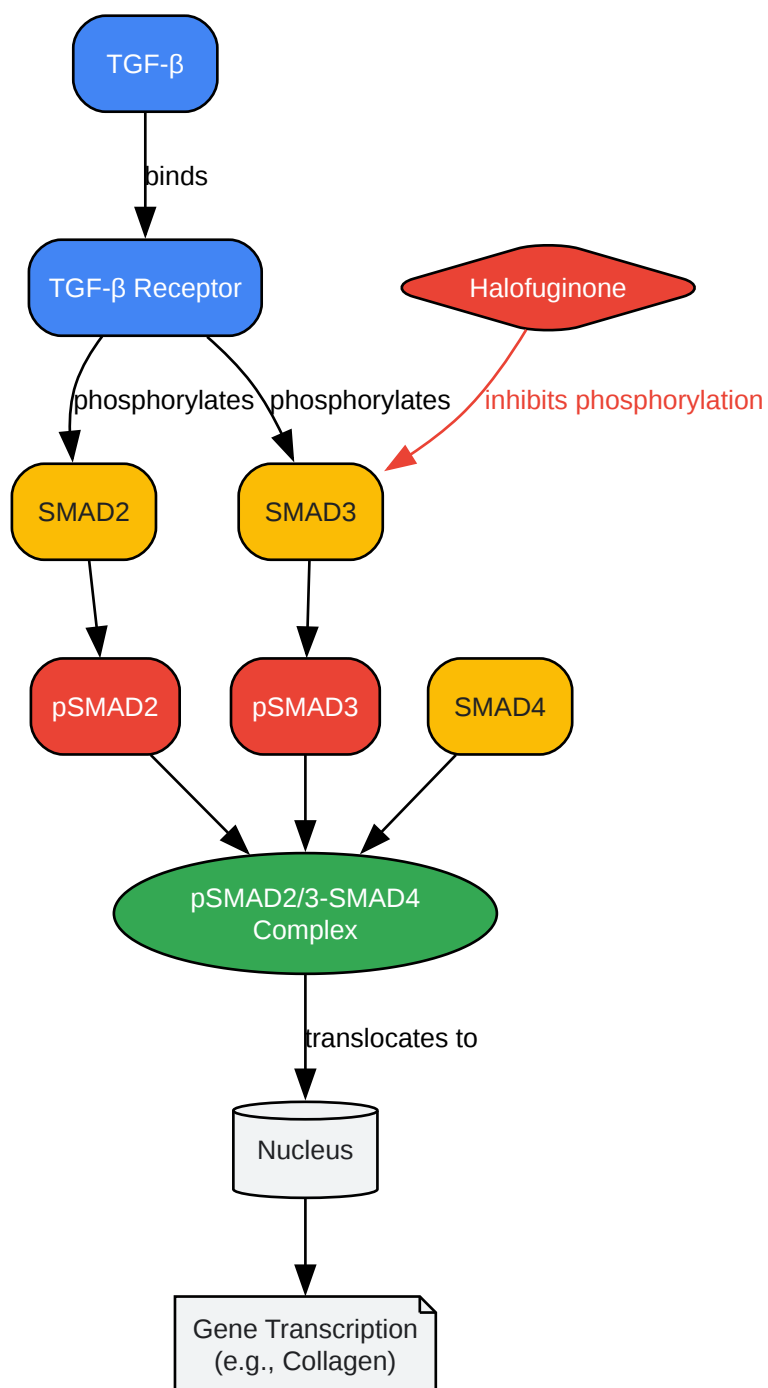 TGF-β
binds
TGF-β Receptor
Halofuginone
phosphorylates
phosphorylates
inhibits phosphorylation
SMAD2
SMAD3
pSMAD2
pSMAD3
SMAD4
pSMAD2/3-SMAD4
Complex
translocates to
Nucleus
Gene Transcription
(e.g., Collagen)